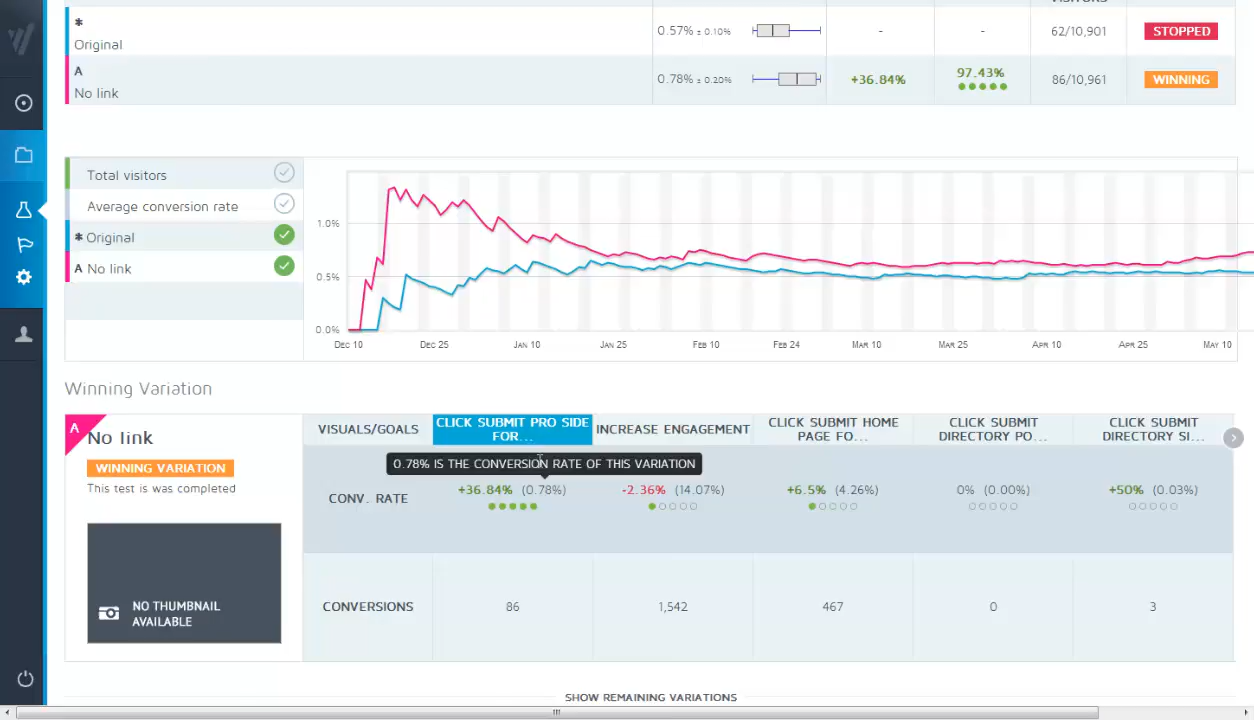 VISITORS
✱
Original
0.57% ± 0.10%
-
-
62/10,901
STOPPED
A
No link
0.78% ± 0.20%
+36.84%
97.43%
86/10,961
WINNING
Total visitors
Average conversion rate
✱ Original
A No link
1.0%
0.5%
0.0%
DEC 10
DEC 25
JAN 10
JAN 25
FEB 10
FEB 24
MAR 10
MAR 25
APR 10
APR 25
MAY 10
Winning Variation
A
No link
WINNING VARIATION
This test is was completed
NO THUMBNAIL
AVAILABLE
VISUALS/GOALS
CLICK SUBMIT PRO SIDE
FOR...
INCREASE ENGAGEMENT
CLICK SUBMIT HOME
PAGE FO...
CLICK SUBMIT
DIRECTORY PO...
CLICK SUBMIT
DIRECTORY SI...
0.78% IS THE CONVERSION RATE OF THIS VARIATION
CONV. RATE
+36.84% (0.78%)
-2.36% (14.07%)
+6.5% (4.26%)
0% (0.00%)
+50% (0.03%)
CONVERSIONS
86
1,542
467
0
3
SHOW REMAINING VARIATIONS